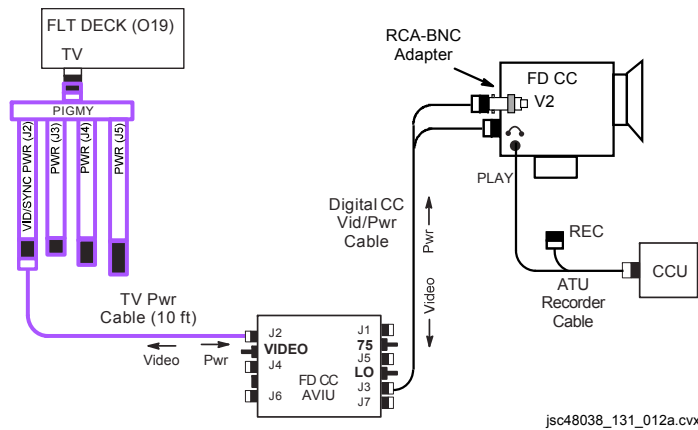 FLT DECK (O19)
TV
PIGMY
VID/SYNC PWR (J2)
PWR (J3)
PWR (J4)
PWR (J5)
RCA-BNC
Adapter
FD CC
V2
PLAY
Digital CC
Vid/Pwr
Cable
Pwr
Video
REC
CCU
ATU
Recorder
Cable
TV Pwr
Cable (10 ft)
Video
Pwr
J2
VIDEO
J4
J6
FD CC
AVIU
J1
75
J5
LO
J3
J7
jsc48038_131_012a.cvx